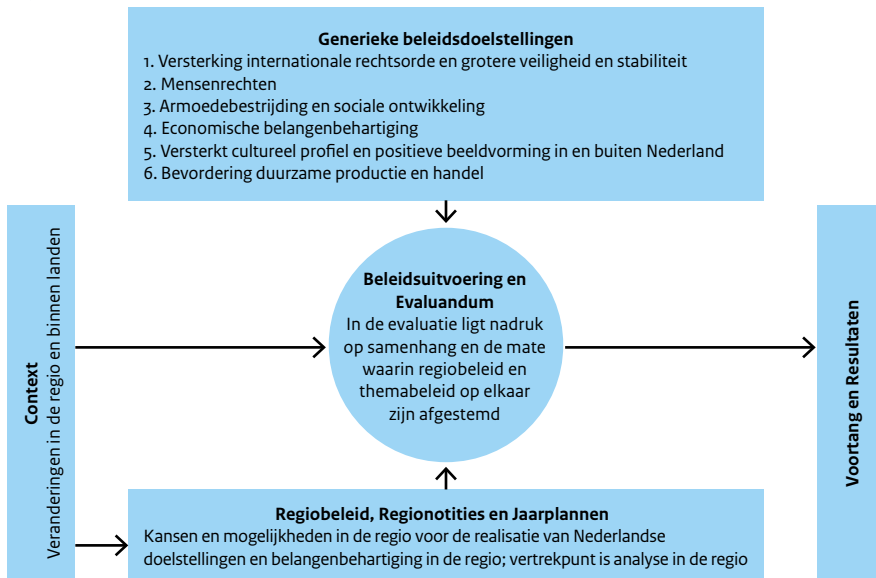 Generieke beleidsdoelstellingen
1. Versterking internationale rechtsorde en grotere veiligheid en stabiliteit
2. Mensenrechten
3. Armoedebestrijding en sociale ontwikkeling
4. Economische belangenbehartiging
5. Versterkt cultureel profiel en positieve beeldvorming in en buiten Nederland
6. Bevordering duurzame productie en handel
Context
Veranderingen in de regio en binnen landen
Beleidsuitvoering en
Evaluandum
In de evaluatie ligt nadruk
op samenhang en de mate
waarin regiobeleid en
themabeleid op elkaar
zijn afgestemd
Voortang en Resultaten
Regiobeleid, Regionotities en Jaarplannen
Kansen en mogelijkheden in de regio voor de realisatie van Nederlandse
doelstellingen en belangenbehartiging in de regio; vertrekpunt is analyse in de regio